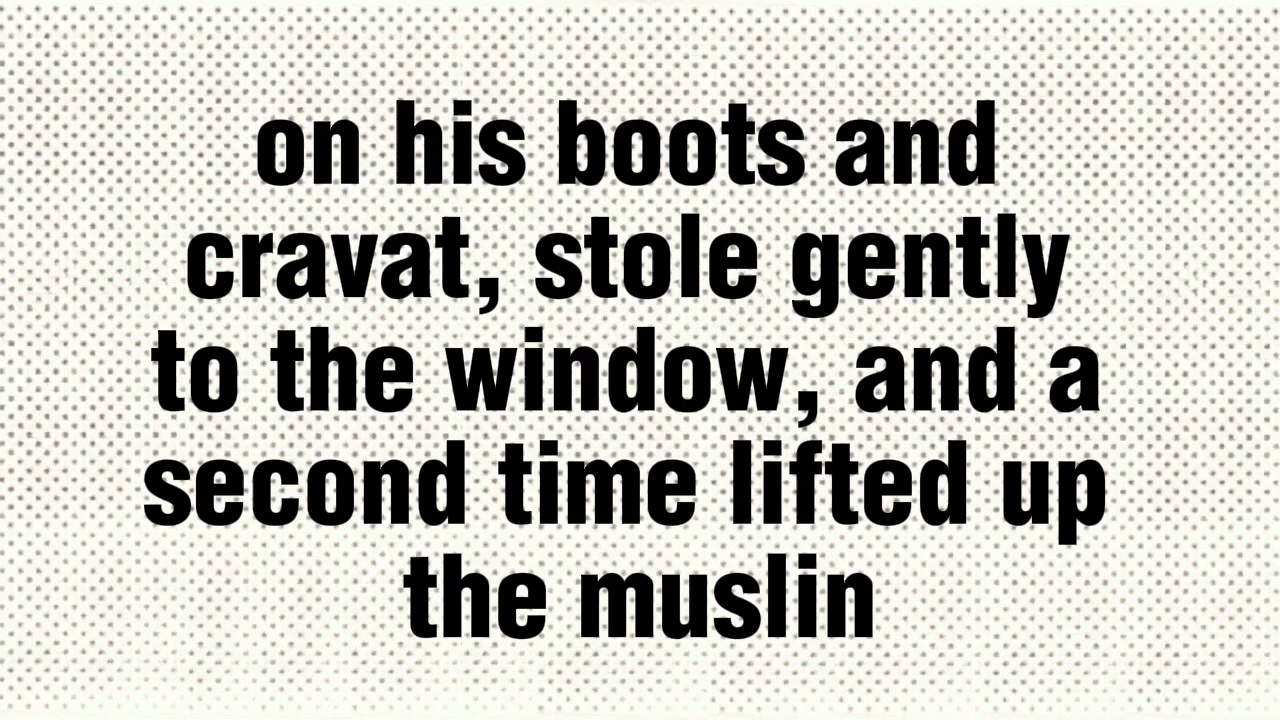 on his boots and
cravat, stole gently
to the window, and a
second time lifted up
the muslin